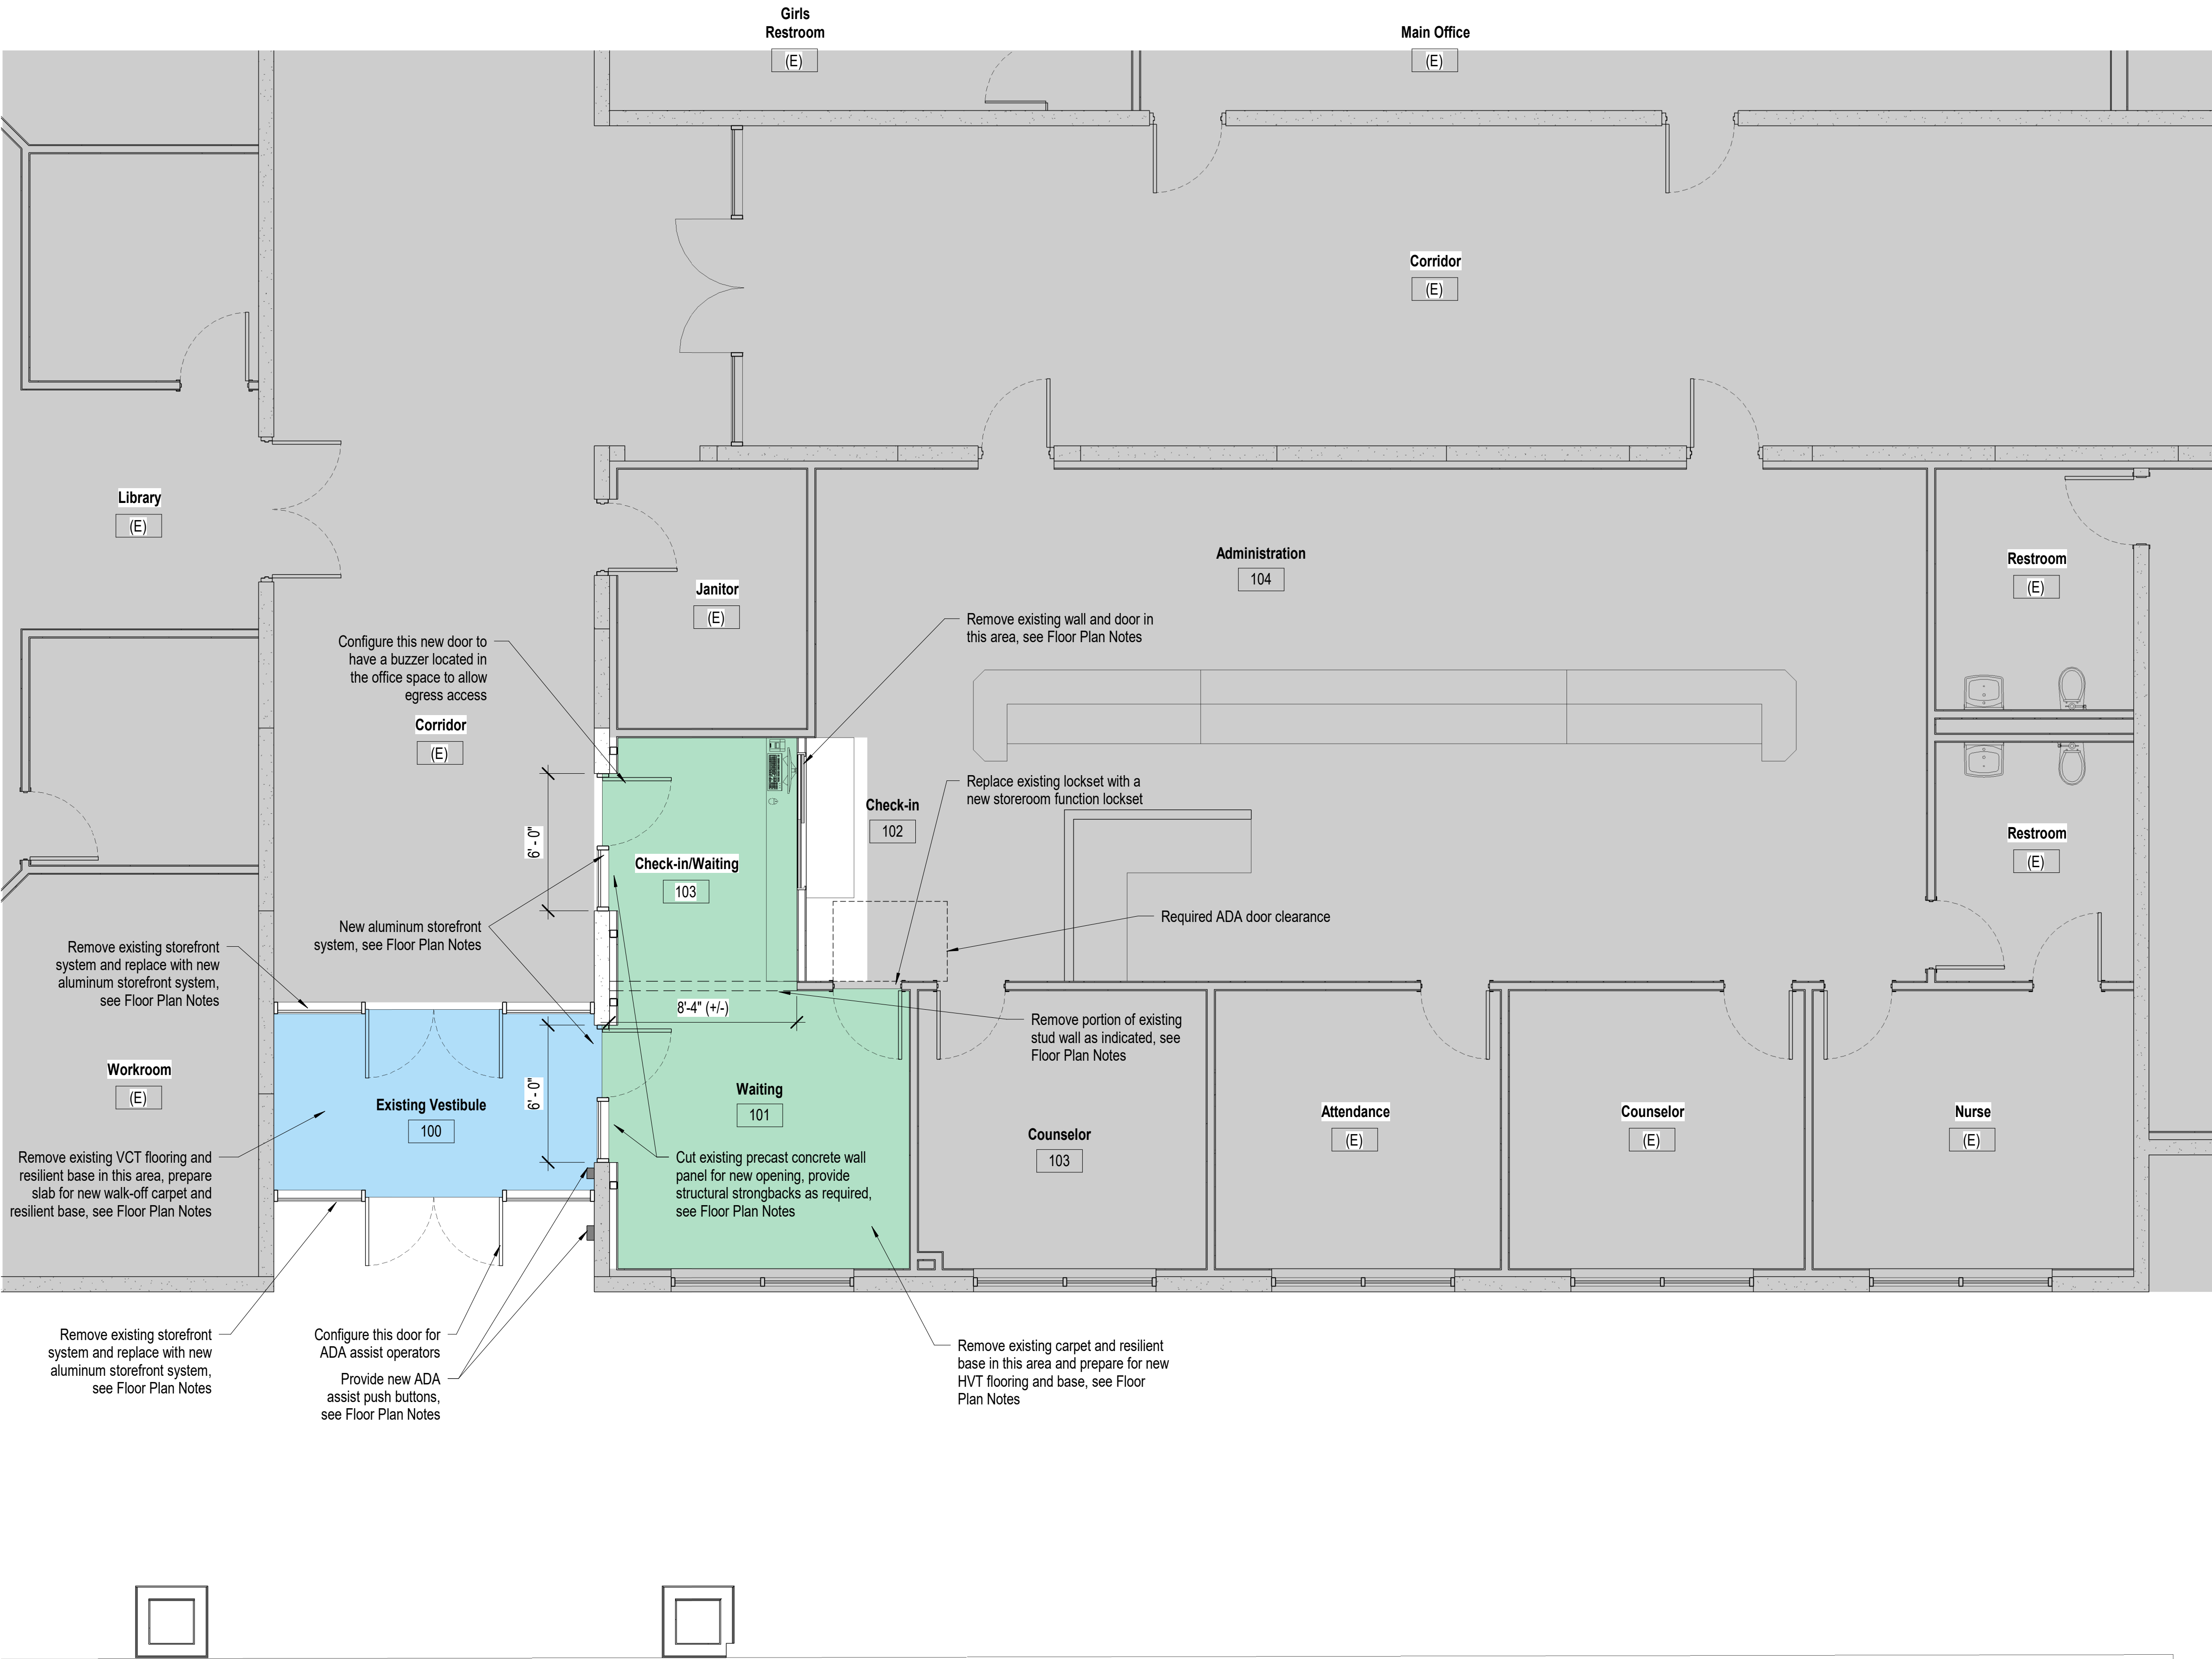 Girls
Restroom
(E)
Main Office
(E)
Corridor
(E)
Library
(E)
Administration
104
Restroom
(E)
Janitor
(E)
Remove existing wall and door in
this area, see Floor Plan Notes
Configure this new door to
have a buzzer located in
the office space to allow
egress access
Corridor
(E)
Replace existing lockset with a
new storeroom function lockset
Check-in
102
6' - 0"
Check-in/Waiting
103
Restroom
(E)
Required ADA door clearance
New aluminum storefront
system, see Floor Plan Notes
Remove existing storefront
system and replace with new
aluminum storefront system,
see Floor Plan Notes
8'-4" (+/-)
Remove portion of existing
stud wall as indicated, see
Floor Plan Notes
Workroom
(E)
Existing Vestibule
100
6' - 0"
Waiting
101
Counselor
103
Attendance
(E)
Counselor
(E)
Nurse
(E)
Remove existing VCT flooring and
resilient base in this area, prepare
slab for new walk-off carpet and
resilient base, see Floor Plan Notes
Cut existing precast concrete wall
panel for new opening, provide
structural strongbacks as required,
see Floor Plan Notes
Remove existing storefront
system and replace with new
aluminum storefront system,
see Floor Plan Notes
Configure this door for
ADA assist operators
Provide new ADA
assist push buttons,
see Floor Plan Notes
Remove existing carpet and resilient
base in this area and prepare for new
HVT flooring and base, see Floor
Plan Notes